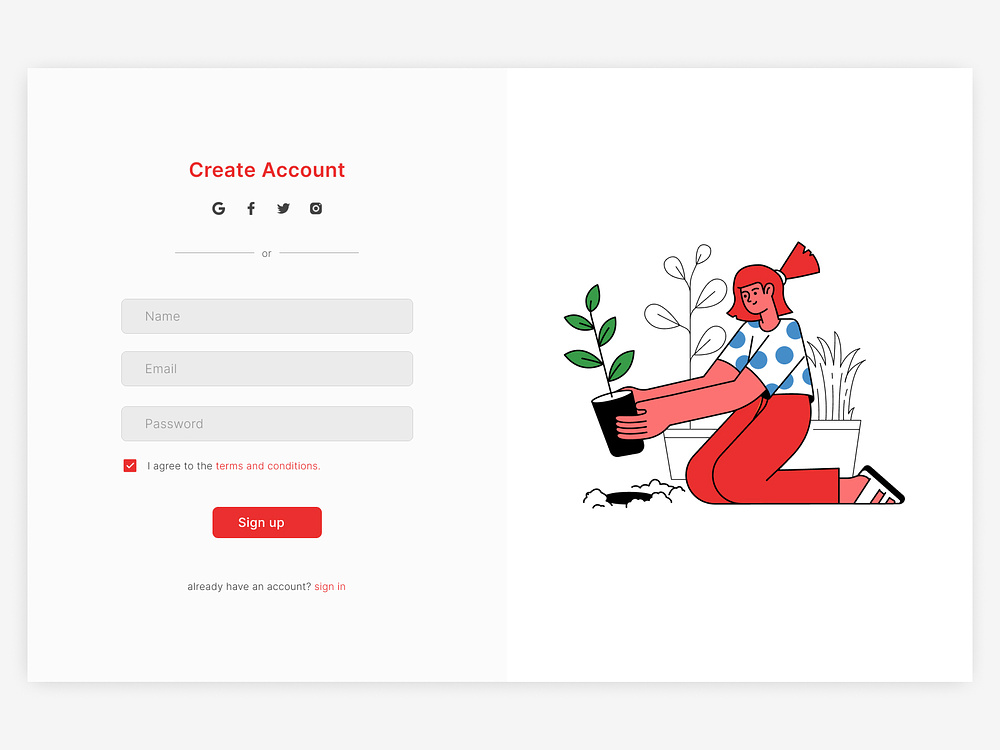 Create Account
or
Name
Email
Password
I agree to the terms and conditions.
Sign up
already have an account? sign in